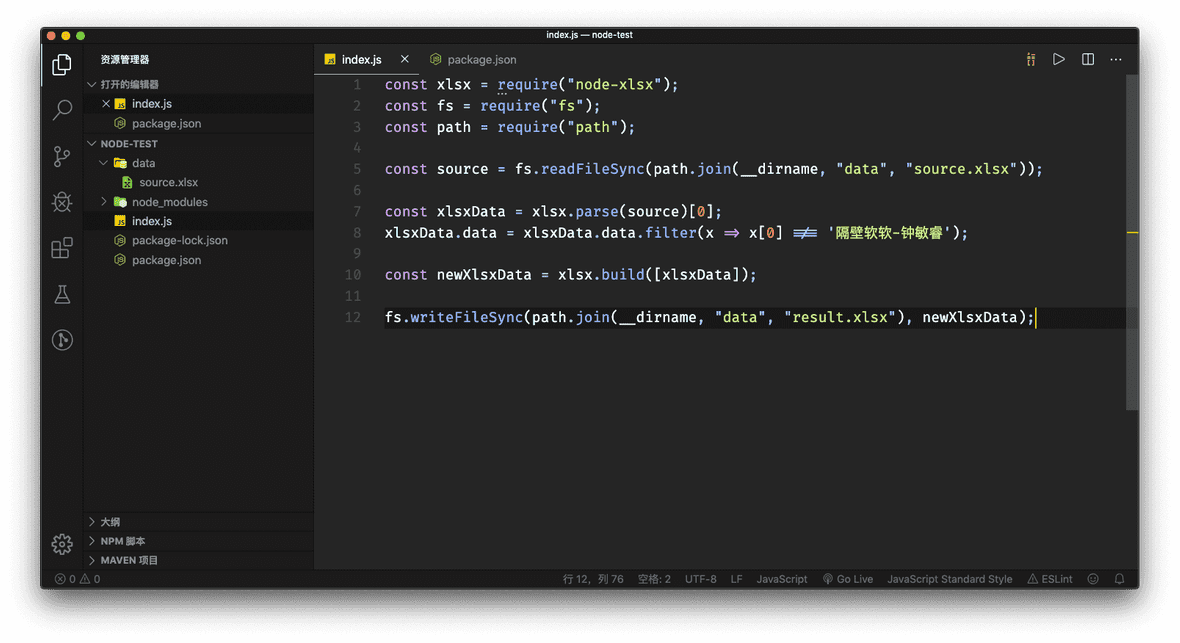 index.js — node-test
资源管理器
打开的编辑器
index.js
package.json
NODE-TEST
data
source.xlsx
node_modules
index.js
package-lock.json
package.json
大纲
NPM 脚本
MAVEN 项目
index.js
package.json
1 const xlsx = require("node-xlsx");
2 const fs = require("fs");
3 const path = require("path");
4
5 const source = fs.readFileSync(path.join(__dirname, "data", "source.xlsx"));
6
7 const xlsxData = xlsx.parse(source)[0];
8 xlsxData.data = xlsxData.data.filter(x => x[0] !== '隔壁软软-钟敏睿');
9
10 const newXlsxData = xlsx.build([xlsxData]);
11
12 fs.writeFileSync(path.join(__dirname, "data", "result.xlsx"), newXlsxData);
0 0 行 12，列 76 空格: 2 UTF-8 LF JavaScript Go Live JavaScript Standard Style ESLint